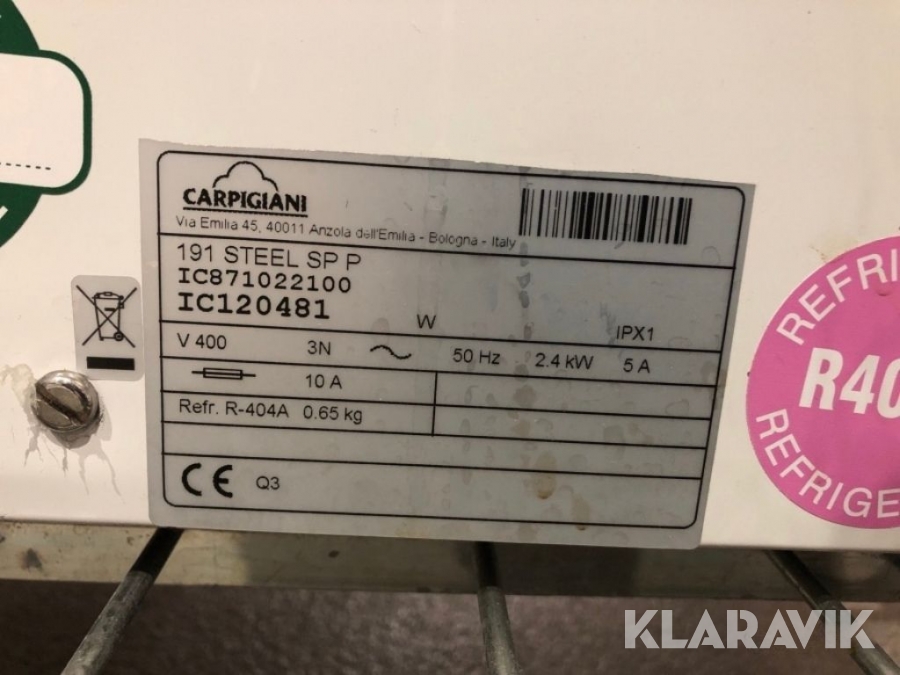 CARPIGIANI
Via Emilia 45, 40011 Anzola dell'Emilia - Bologna - Italy
191 STEEL SP P
IC871022100
IC120481
W
IPX1
V 400 3N 50 Hz 2.4 kW 5 A
10 A
Refr. R-404A 0.65 kg
CE Q3
REFRI
R40
REFRIGE
KLARAVIK